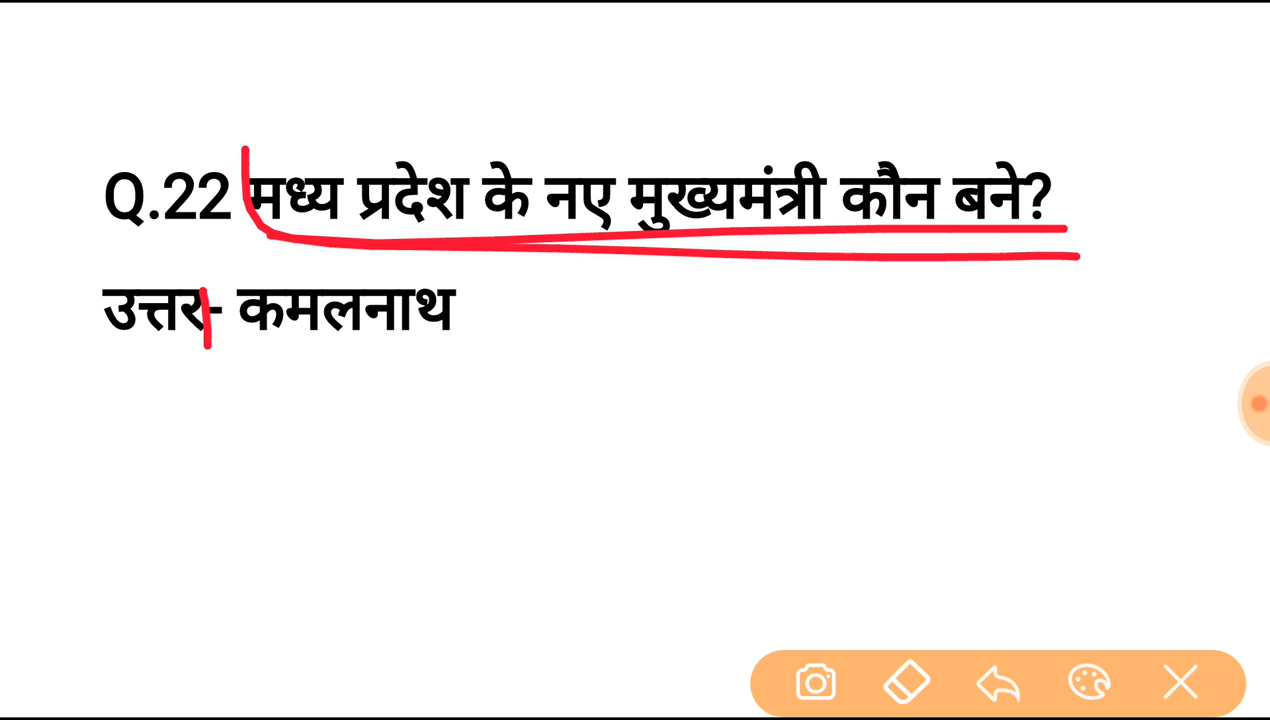 Q.22 मध्य प्रदेश के नए मुख्यमंत्री कौन बने?
उत्तर- कमलनाथ